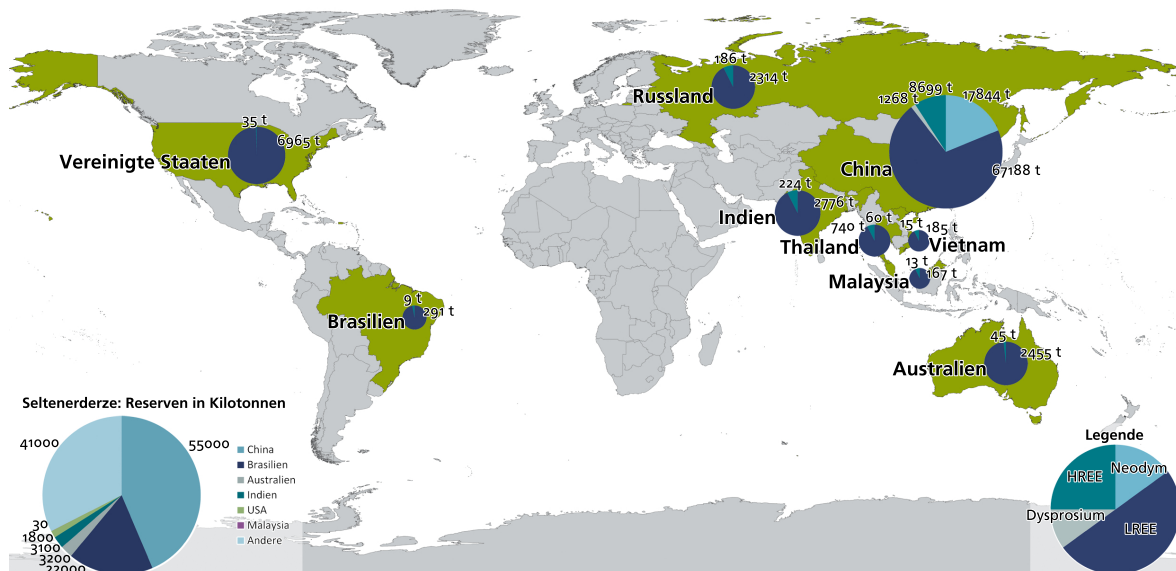 186 t
2314 t
Russland
8699 t
17844 t
1268 t
35 t
6965 t
Vereinigte Staaten
China
67188 t
224 t
2776 t
Indien
60 t
740 t
Thailand
15 t
185 t
Vietnam
13 t
167 t
Malaysia
9 t
291 t
Brasilien
45 t
2455 t
Australien
Seltenerderze: Reserven in Kilotonnen
41000
55000
30
1800
3100
3200
22000
China
Brasilien
Australien
Indien
USA
Malaysia
Andere
Legende
HREE
Neodym
Dysprosium
LREE